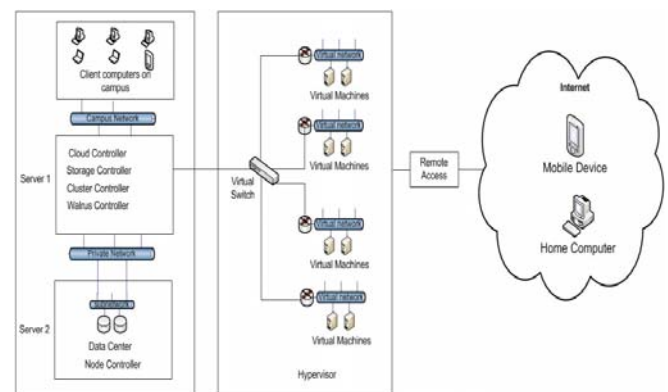 Client computers on
campus
Campus Network
Server 1
Cloud Controller
Storage Controller
Cluster Controller
Walrus Controller
Private Network
Server 2
Data Center
Node Controller
Virtual
Switch
Virtual network
Virtual Machines
Virtual network
Virtual Machines
Virtual network
Virtual Machines
Virtual network
Virtual Machines
Hypervisor
Remote
Access
Internet
Mobile Device
Home Computer